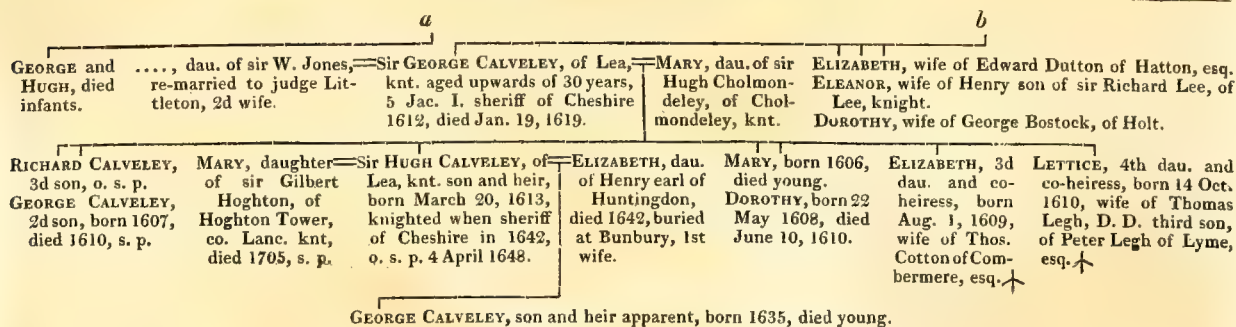 a
b
GEORGE and
HUGH, died
infants.
...., dau. of sir W. Jones,
re-married to judge Lit-
tleton, 2d wife.
Sir GEORGE CALVELEY, of Lea,
knt. aged upwards of 30 years,
5 Jac. I. sheriff of Cheshire
1612, died Jan. 19, 1619.
MARY, dau. of sir
Hugh Cholmon-
deley, of Chol-
mondeley, knt.
ELIZABETH, wife of Edward Dutton of Hatton, esq.
ELEANOR, wife of Henry son of sir Richard Lee, of
Lee, knight.
DOROTHY, wife of George Bostock, of Holt.
RICHARD CALVELEY,
3d son, o. s. p.
GEORGE CALVELEY,
2d son, born 1607,
died 1610, s. p.
MARY, daughter
of sir Gilbert
Hoghton, of
Hoghton Tower,
co. Lanc. knt,
died 1705, s. p.
Sir HUGH CALVELEY, of
Lea, knt. son and heir,
born March 20, 1613,
knighted when sheriff
of Cheshire in 1642,
o. s. p. 4 April 1648.
ELIZABETH, dau.
of Henry earl of
Huntingdon,
died 1642, buried
at Bunbury, 1st
wife.
MARY, born 1606,
died young.
DOROTHY, born 22
May 1608, died
June 10, 1610.
ELIZABETH, 3d
dau. and co-
heiress, born
Aug. 1, 1609,
wife of Thos.
Cotton of Com-
bermere, esq.
LETTICE, 4th dau. and
co-heiress, born 14 Oct.
1610, wife of Thomas
Legh, D. D. third son,
of Peter Legh of Lyme,
esq.
GEORGE CALVELEY, son and heir apparent, born 1635, died young.